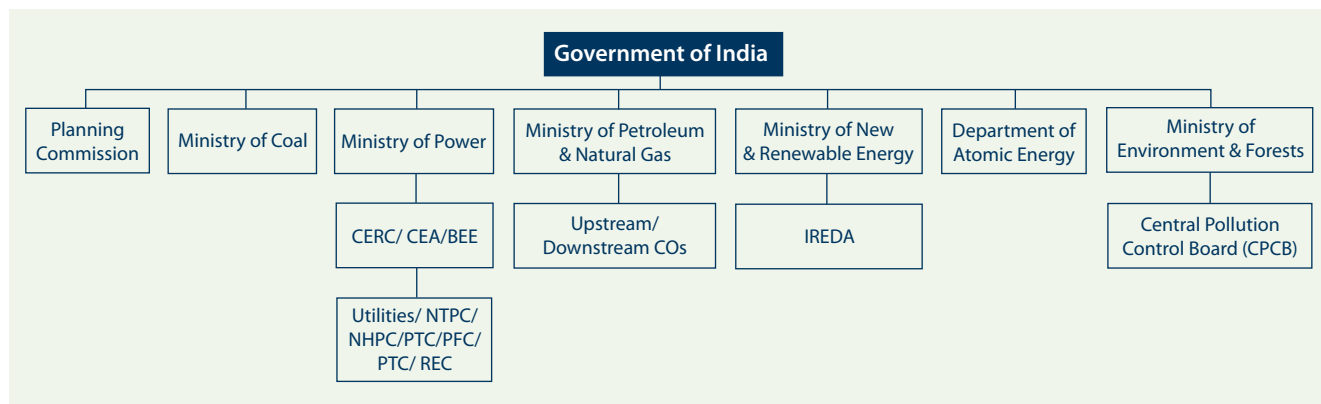 Government of India
Planning
Commission
Ministry of Coal
Ministry of Power
Ministry of Petroleum
& Natural Gas
Ministry of New
& Renewable Energy
Department of
Atomic Energy
Ministry of
Environment & Forests
CERC/ CEA/BEE
Upstream/
Downstream COs
IREDA
Central Pollution
Control Board (CPCB)
Utilities/ NTPC/
NHPC/PTC/PFC/
PTC/ REC